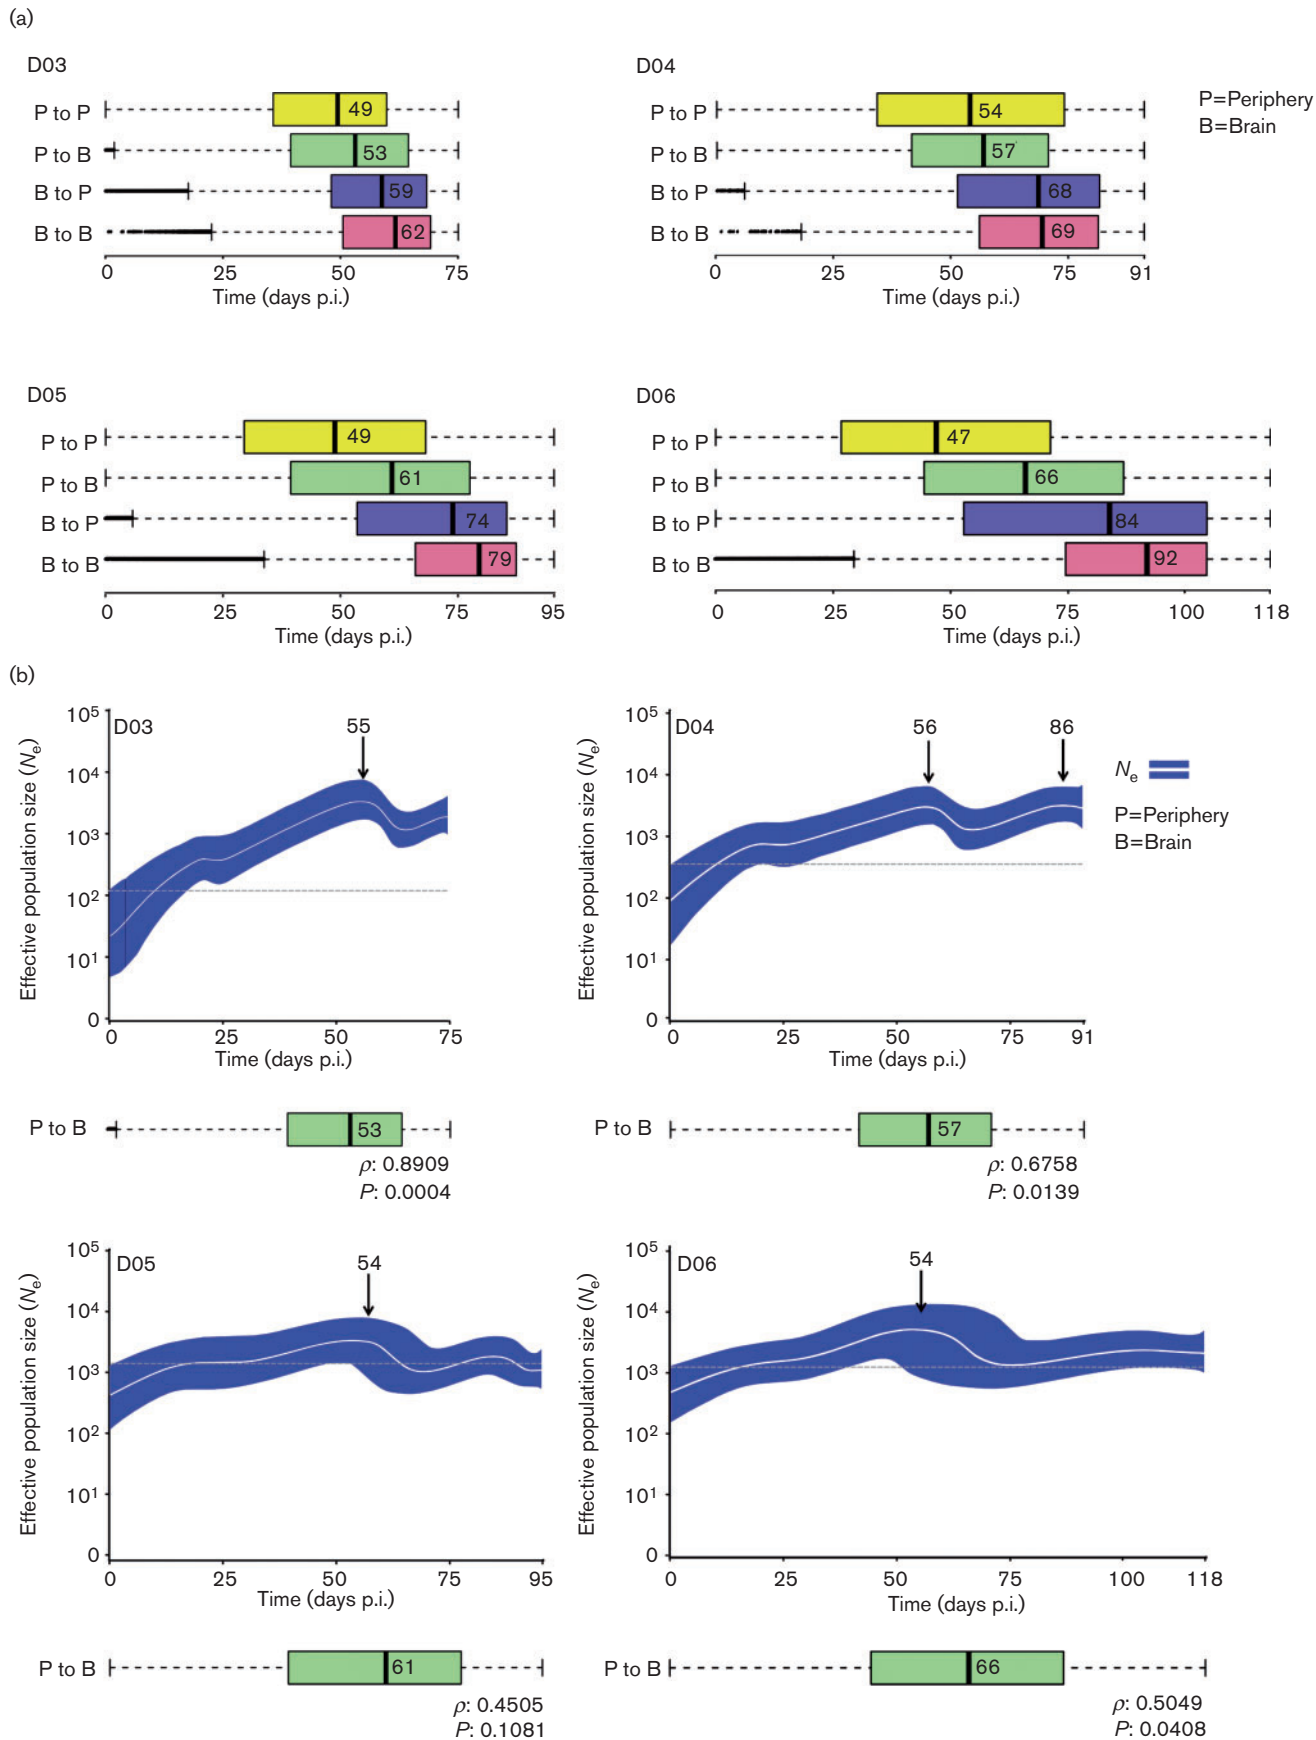 (a)
D03
P to P
49
P to B
53
B to P
59
B to B
62
0 25 50 75
Time (days p.i.)
D04
P to P
54
P to B
57
B to P
68
B to B
69
0 25 50 75 91
Time (days p.i.)
P=Periphery
B=Brain
D05
P to P
49
P to B
61
B to P
74
B to B
79
0 25 50 75 95
Time (days p.i.)
D06
P to P
47
P to B
66
B to P
84
B to B
92
0 25 50 75 100 118
Time (days p.i.)
(b)
Effective population size (Ne)
10⁵
10⁴
10³
10²
10¹
0
D03
55
0 25 50 75
Time (days p.i.)
P to B
53
ρ: 0.8909
P: 0.0004
Effective population size (Ne)
10⁵
10⁴
10³
10²
10¹
0
D04
56
86
0 25 50 75 91
Time (days p.i.)
Ne
P=Periphery
B=Brain
P to B
57
ρ: 0.6758
P: 0.0139
Effective population size (Ne)
10⁵
10⁴
10³
10²
10¹
0
D05
54
0 25 50 75 95
Time (days p.i.)
P to B
61
ρ: 0.4505
P: 0.1081
Effective population size (Ne)
10⁵
10⁴
10³
10²
10¹
0
D06
54
0 25 50 75 100 118
Time (days p.i.)
P to B
66
ρ: 0.5049
P: 0.0408